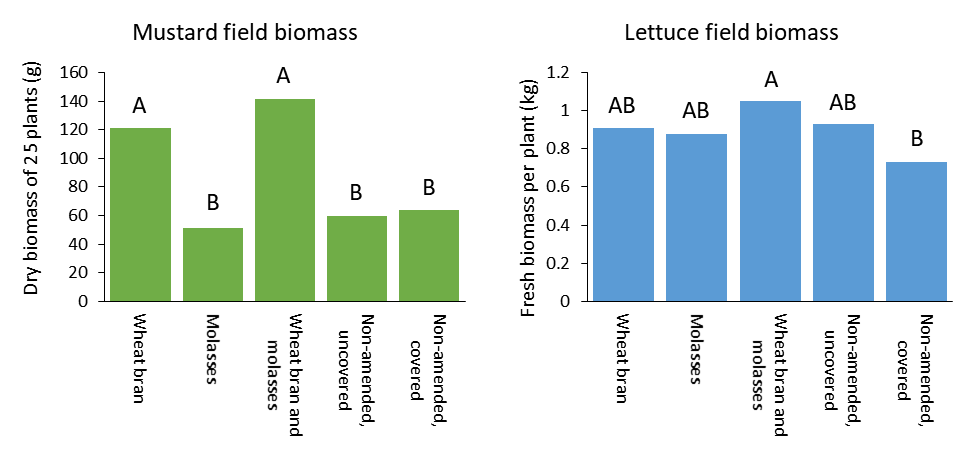 Mustard field biomass
Dry biomass of 25 plants (g)
160
140
120
100
80
60
40
20
0
A
B
A
B
B
Wheat bran
Molasses
Wheat bran and
molasses
Non-amended,
uncovered
Non-amended,
covered
Lettuce field biomass
Fresh biomass per plant (kg)
1.2
1
0.8
0.6
0.4
0.2
0
AB
AB
A
AB
B
Wheat bran
Molasses
Wheat bran and
molasses
Non-amended,
uncovered
Non-amended,
covered